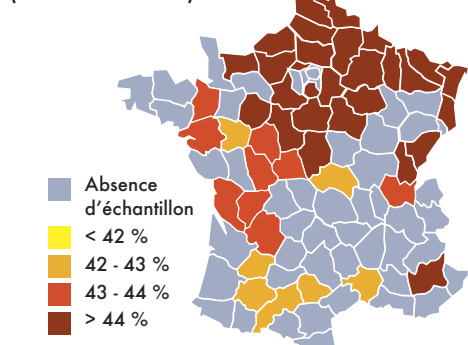 Absence
d'échantillon
< 42 %
42 - 43 %
43 - 44 %
> 44 %